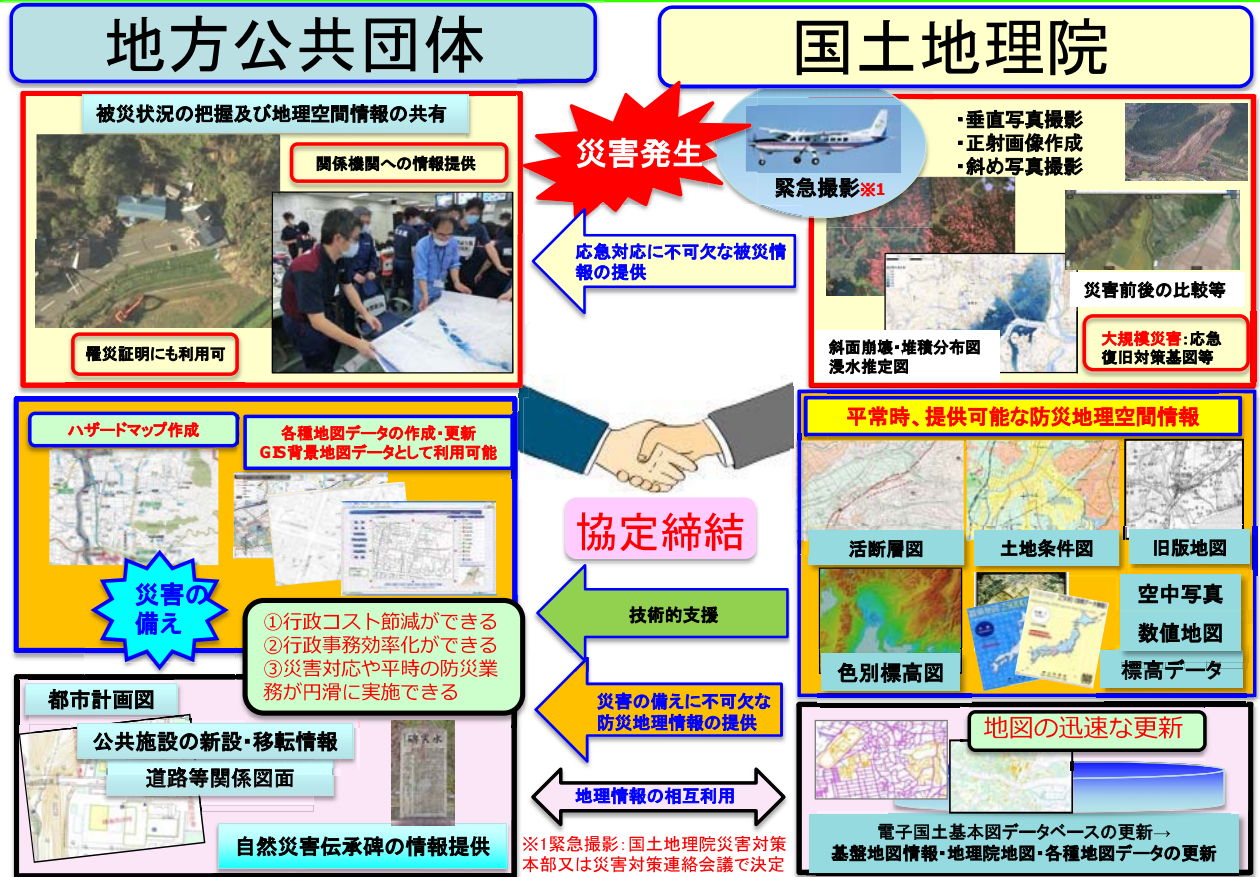 地方公共団体
国土地理院
被災状況の把握及び地理空間情報の共有
関係機関への情報提供
罹災証明にも利用可
災害発生
緊急撮影※1
・垂直写真撮影
・正射画像作成
・斜め写真撮影
応急対応に不可欠な被災情
報の提供
災害前後の比較等
斜面崩壊・堆積分布図
浸水推定図
大規模災害:応急
復旧対策基図等
ハザードマップ作成
各種地図データの作成・更新
GIS背景地図データとして利用可能
災害の
備え
①行政コスト節減ができる
②行政事務効率化ができる
③災害対応や平時の防災業
務が円滑に実施できる
協定締結
技術的支援
災害の備えに不可欠な
防災地理情報の提供
地理情報の相互利用
※1緊急撮影:国土地理院災害対策
本部又は災害対策連絡会議で決定
平常時、提供可能な防災地理空間情報
活断層図
土地条件図
旧版地図
色別標高図
空中写真
数値地図
標高データ
都市計画図
公共施設の新設・移転情報
道路等関係図面
自然災害伝承碑の情報提供
地図の迅速な更新
電子国土基本図データベースの更新→
基盤地図情報・地理院地図・各種地図データの更新